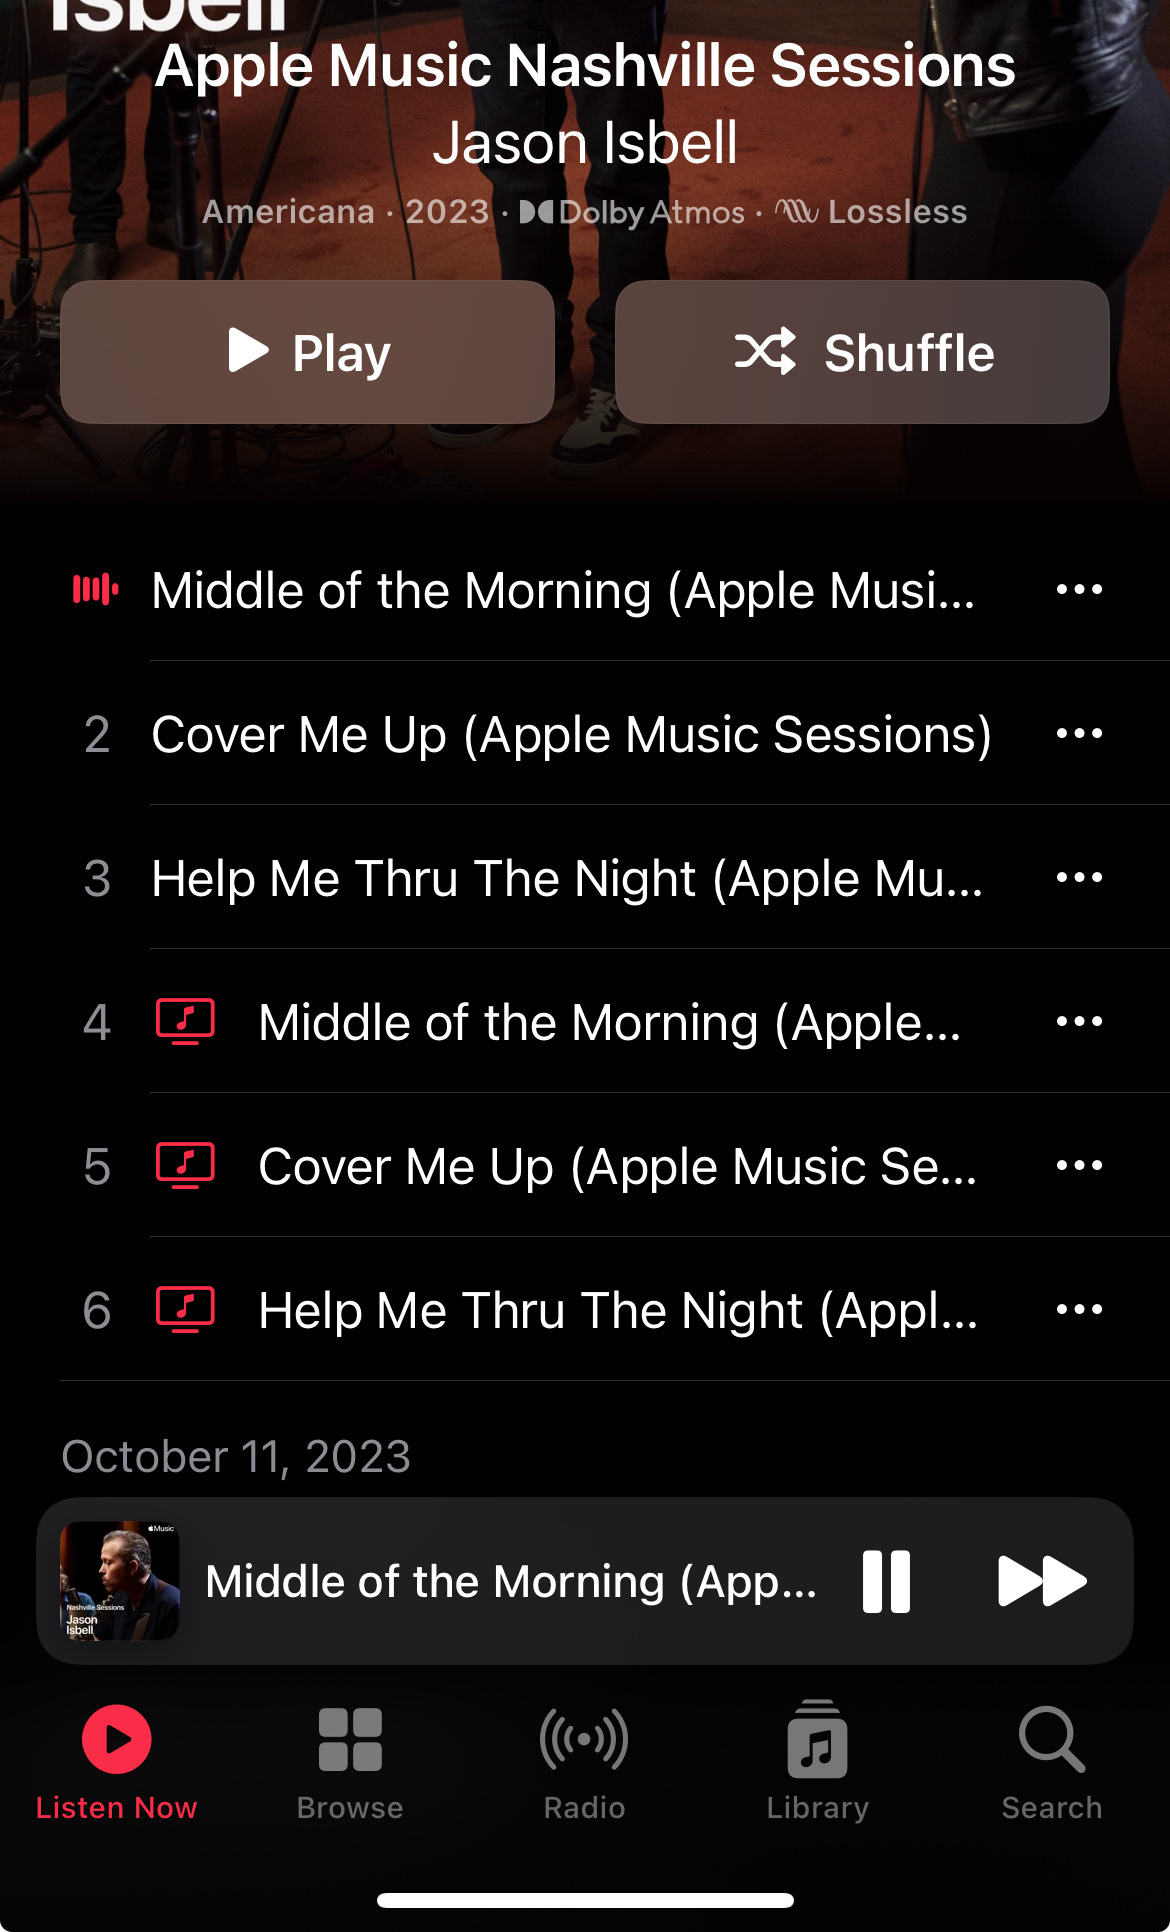 Isbell
Apple Music Nashville Sessions
Jason Isbell
Americana · 2023 · Dolby Atmos · Lossless
Play
Shuffle
Middle of the Morning (Apple Musi...
2 Cover Me Up (Apple Music Sessions)
3 Help Me Thru The Night (Apple Mu...
4 Middle of the Morning (Apple...
5 Cover Me Up (Apple Music Se...
6 Help Me Thru The Night (Appl...
October 11, 2023
Music
Nashville Sessions
Jason
Isbell
Middle of the Morning (App...
Listen Now
Browse
Radio
Library
Search